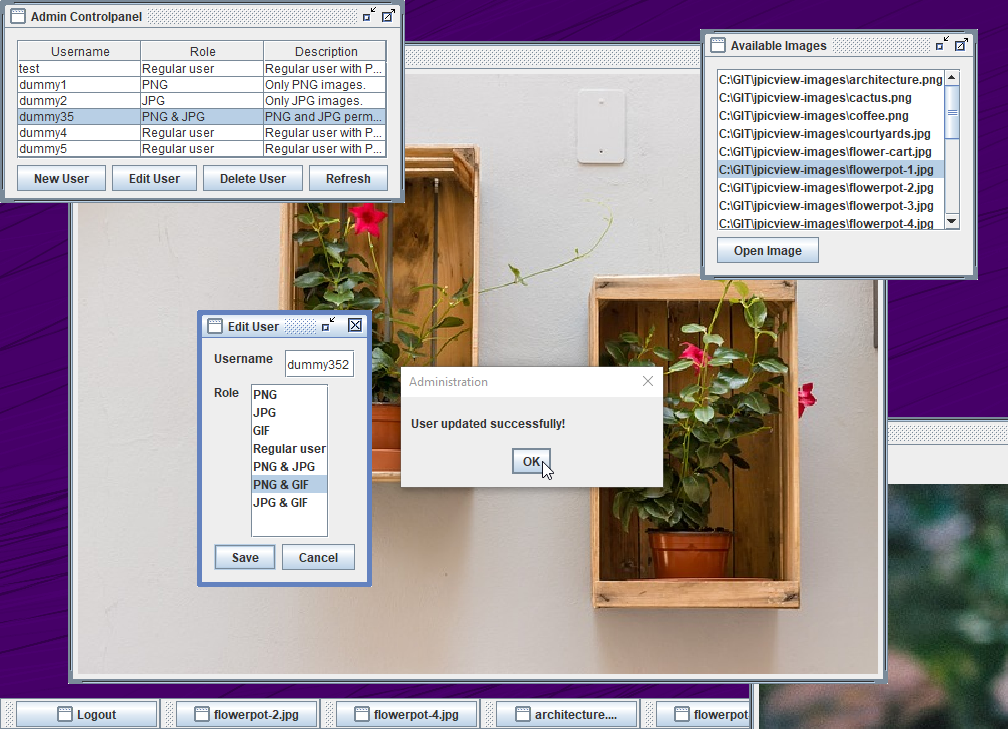 Admin Controlpanel
Username Role Description
test Regular user Regular user with P...
dummy1 PNG Only PNG images.
dummy2 JPG Only JPG images.
dummy35 PNG & JPG PNG and JPG perm...
dummy4 Regular user Regular user with P...
dummy5 Regular user Regular user with P...
New User Edit User Delete User Refresh
Available Images
C:\GIT\jpicview-images\architecture.png
C:\GIT\jpicview-images\cactus.png
C:\GIT\jpicview-images\coffee.png
C:\GIT\jpicview-images\courtyards.jpg
C:\GIT\jpicview-images\flower-cart.jpg
C:\GIT\jpicview-images\flowerpot-1.jpg
C:\GIT\jpicview-images\flowerpot-2.jpg
C:\GIT\jpicview-images\flowerpot-3.jpg
C:\GIT\jpicview-images\flowerpot-4.jpg
Open Image
Edit User
Username dummy352
Role PNG
JPG
GIF
Regular user
PNG & JPG
PNG & GIF
JPG & GIF
Save Cancel
Administration
User updated successfully!
OK
Logout flowerpot-2.jpg flowerpot-4.jpg architecture.... flowerpot